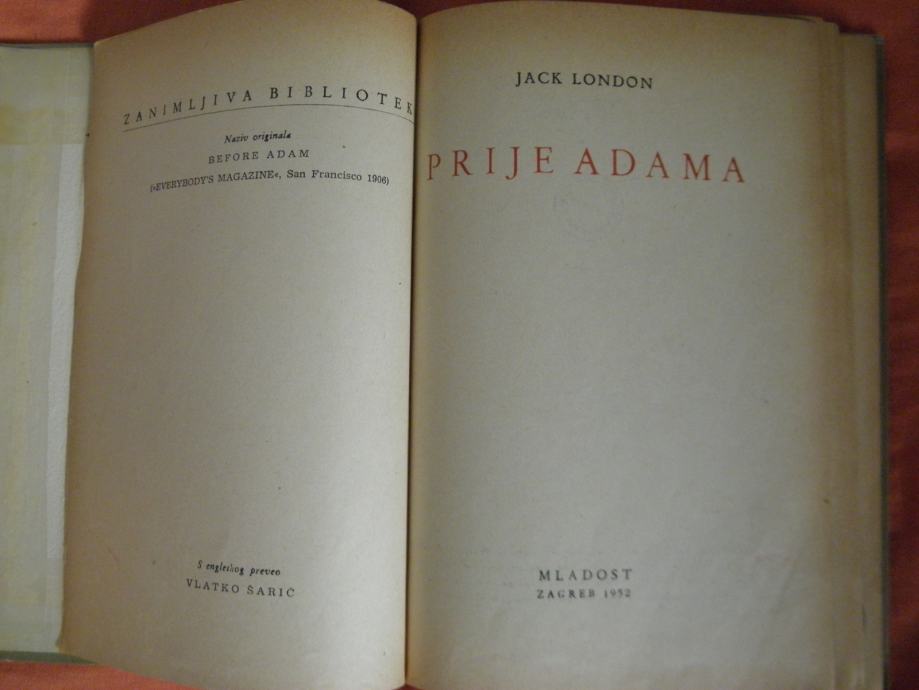 ZANIMLJIVA BIBLIOTEK
Naziv originala
BEFORE ADAM
(»EVERYBODY'S MAGAZINE«, San Francisco 1906)
S engleskog preveo
VLATKO ŠARIĆ
JACK LONDON
PRIJE ADAMA
MLADOST
ZAGREB 1952